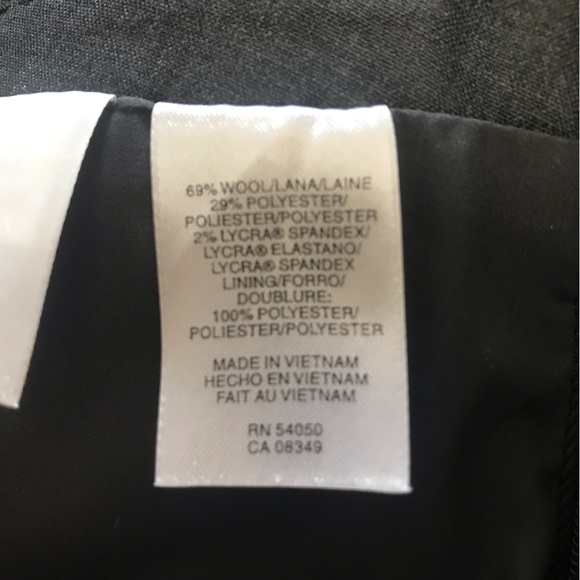 69% WOOL/LANA/LAINE
29% POLYESTER/
POLIESTER/POLYESTER
2% LYCRA® SPANDEX/
LYCRA® ELASTANO/
LYCRA® SPANDEX
LINING/FORRO/
DOUBLURE:
100% POLYESTER/
POLIESTER/POLYESTER
MADE IN VIETNAM
HECHO EN VIETNAM
FAIT AU VIETNAM
RN 54050
CA 08349